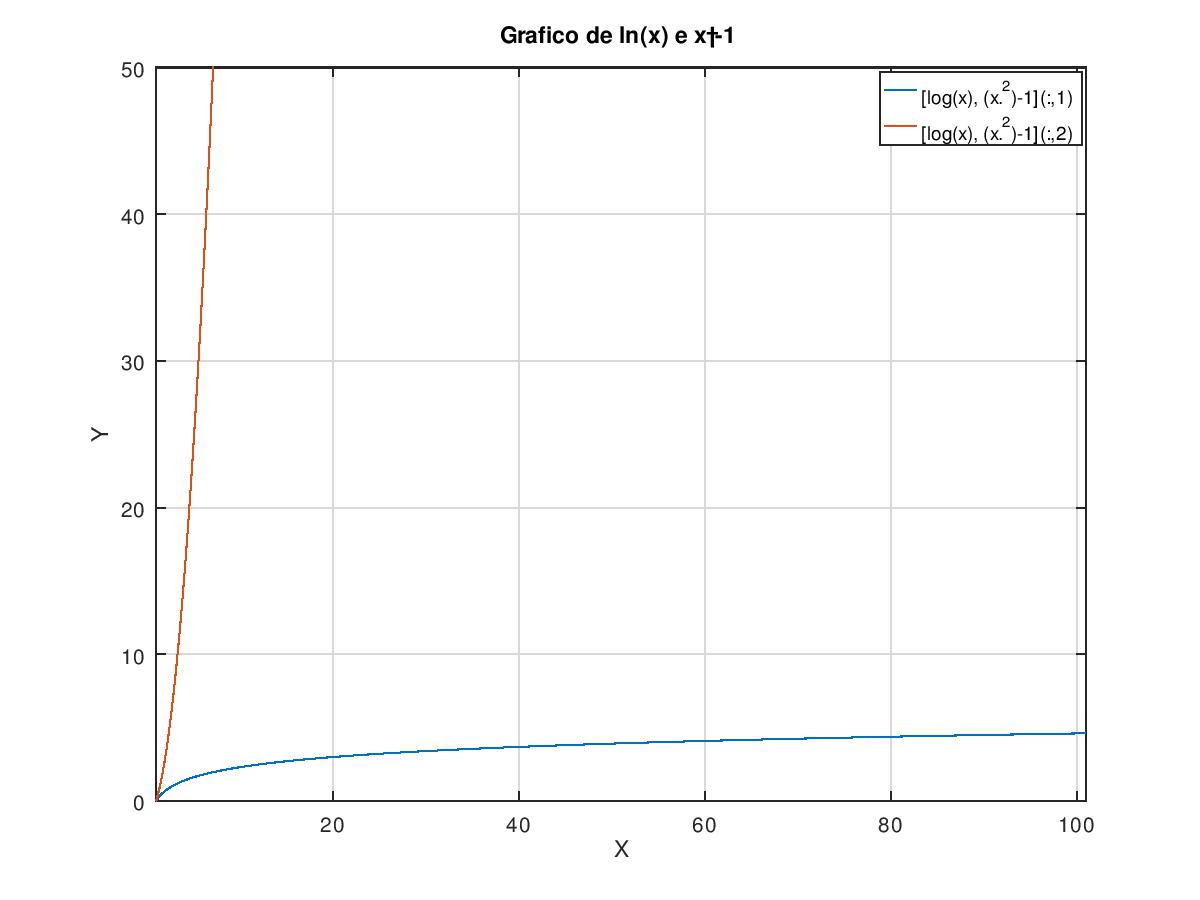 Grafico de ln(x) e x†-1
50
40
30
20
10
0
Y
[log(x), (x.²)-1](:,1)
[log(x), (x.²)-1](:,2)
20 40 60 80 100
X